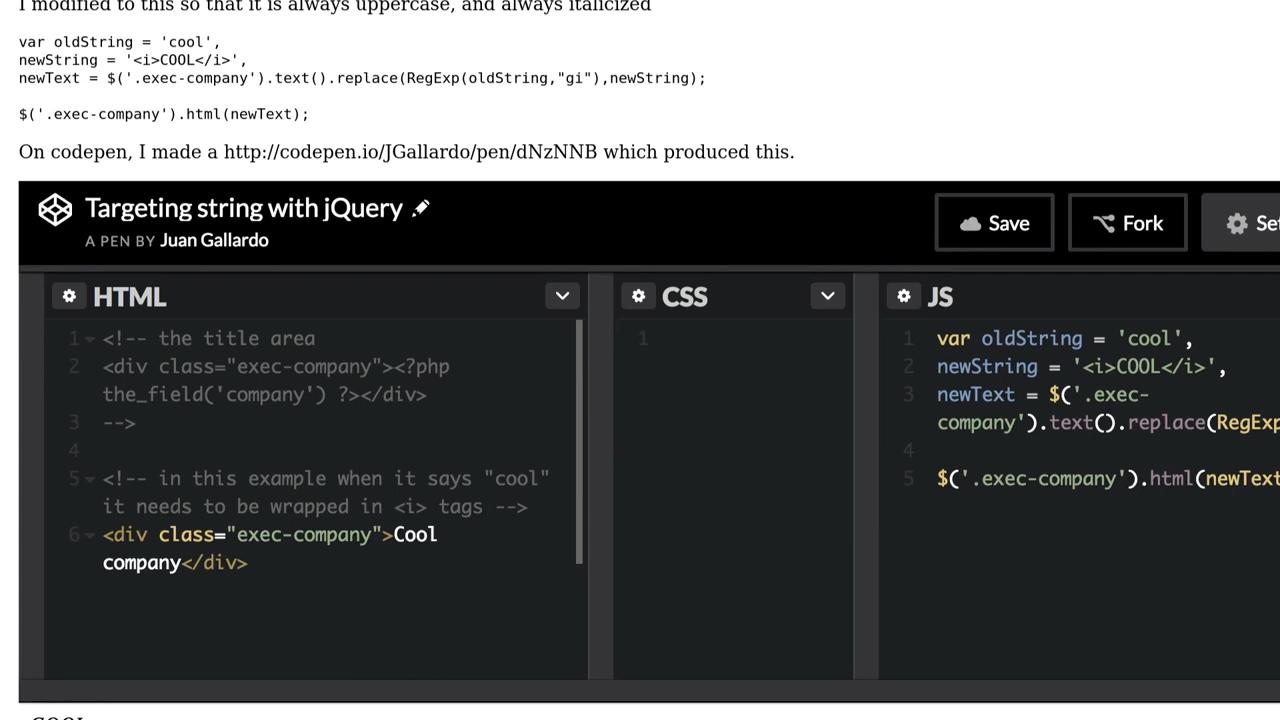 I modified to this so that it is always uppercase, and always italicized
var oldString = 'cool',
newString = '<i>COOL</i>',
newText = $('.exec-company').text().replace(RegExp(oldString,"gi"),newString);
$('.exec-company').html(newText);
On codepen, I made a http://codepen.io/JGallardo/pen/dNzNNB which produced this.
Targeting string with jQuery
A PEN BY Juan Gallardo
Save
Fork
Set
HTML
1 <!-- the title area
2 <div class="exec-company"><?php
the_field('company') ?></div>
3 -->
4
5 <!-- in this example when it says "cool"
it needs to be wrapped in <i> tags -->
6 <div class="exec-company">Cool
company</div>
CSS
1
JS
1 var oldString = 'cool',
2 newString = '<i>COOL</i>',
3 newText = $('.exec-
company').text().replace(RegExp
4
5 $('.exec-company').html(newText